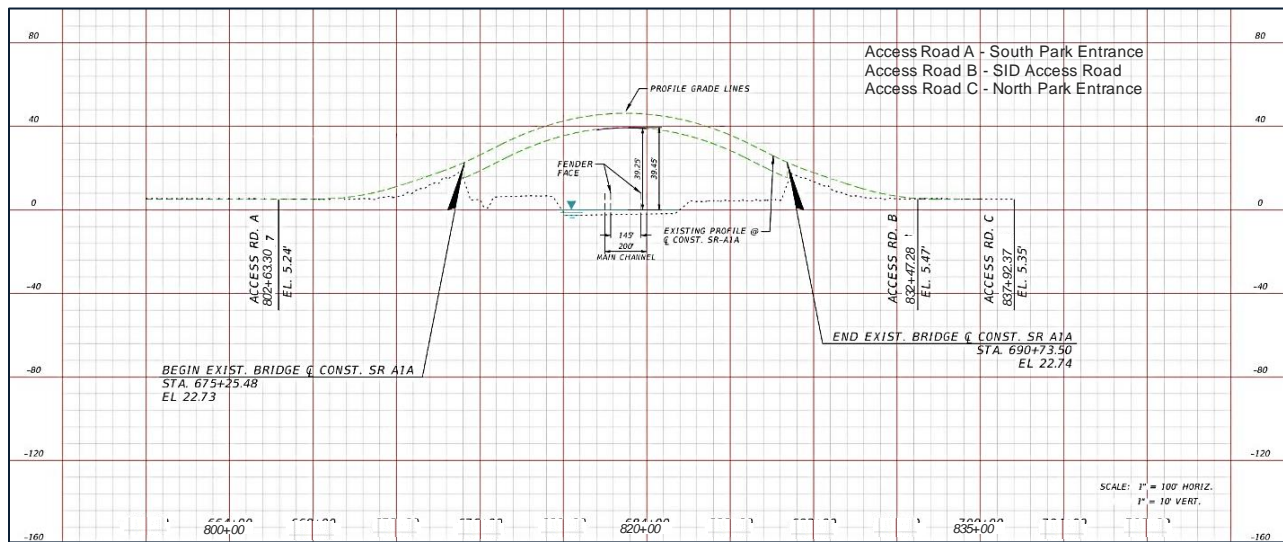 80
80
Access Road A - South Park Entrance
Access Road B - SID Access Road
Access Road C - North Park Entrance
PROFILE GRADE LINES
40
40
39.25'
39.45'
FENDER
FACE
0
0
EXISTING PROFILE @
℄ CONST. SR-A1A
145'
200'
MAIN CHANNEL
ACCESS RD. A
802+63.30
EL. 5.24'
ACCESS RD. B
832+47.28
EL. 5.47'
ACCESS RD. C
837+92.37
EL. 5.35'
-40
-40
END EXIST. BRIDGE ℄ CONST. SR A1A
STA. 690+73.50
EL 22.74
BEGIN EXIST. BRIDGE ℄ CONST. SR A1A
STA. 675+25.48
EL 22.73
-80
-80
-120
-120
SCALE: 1" = 100' HORIZ.
1" = 10' VERT.
800+00
820+00
835+00
-160
-160